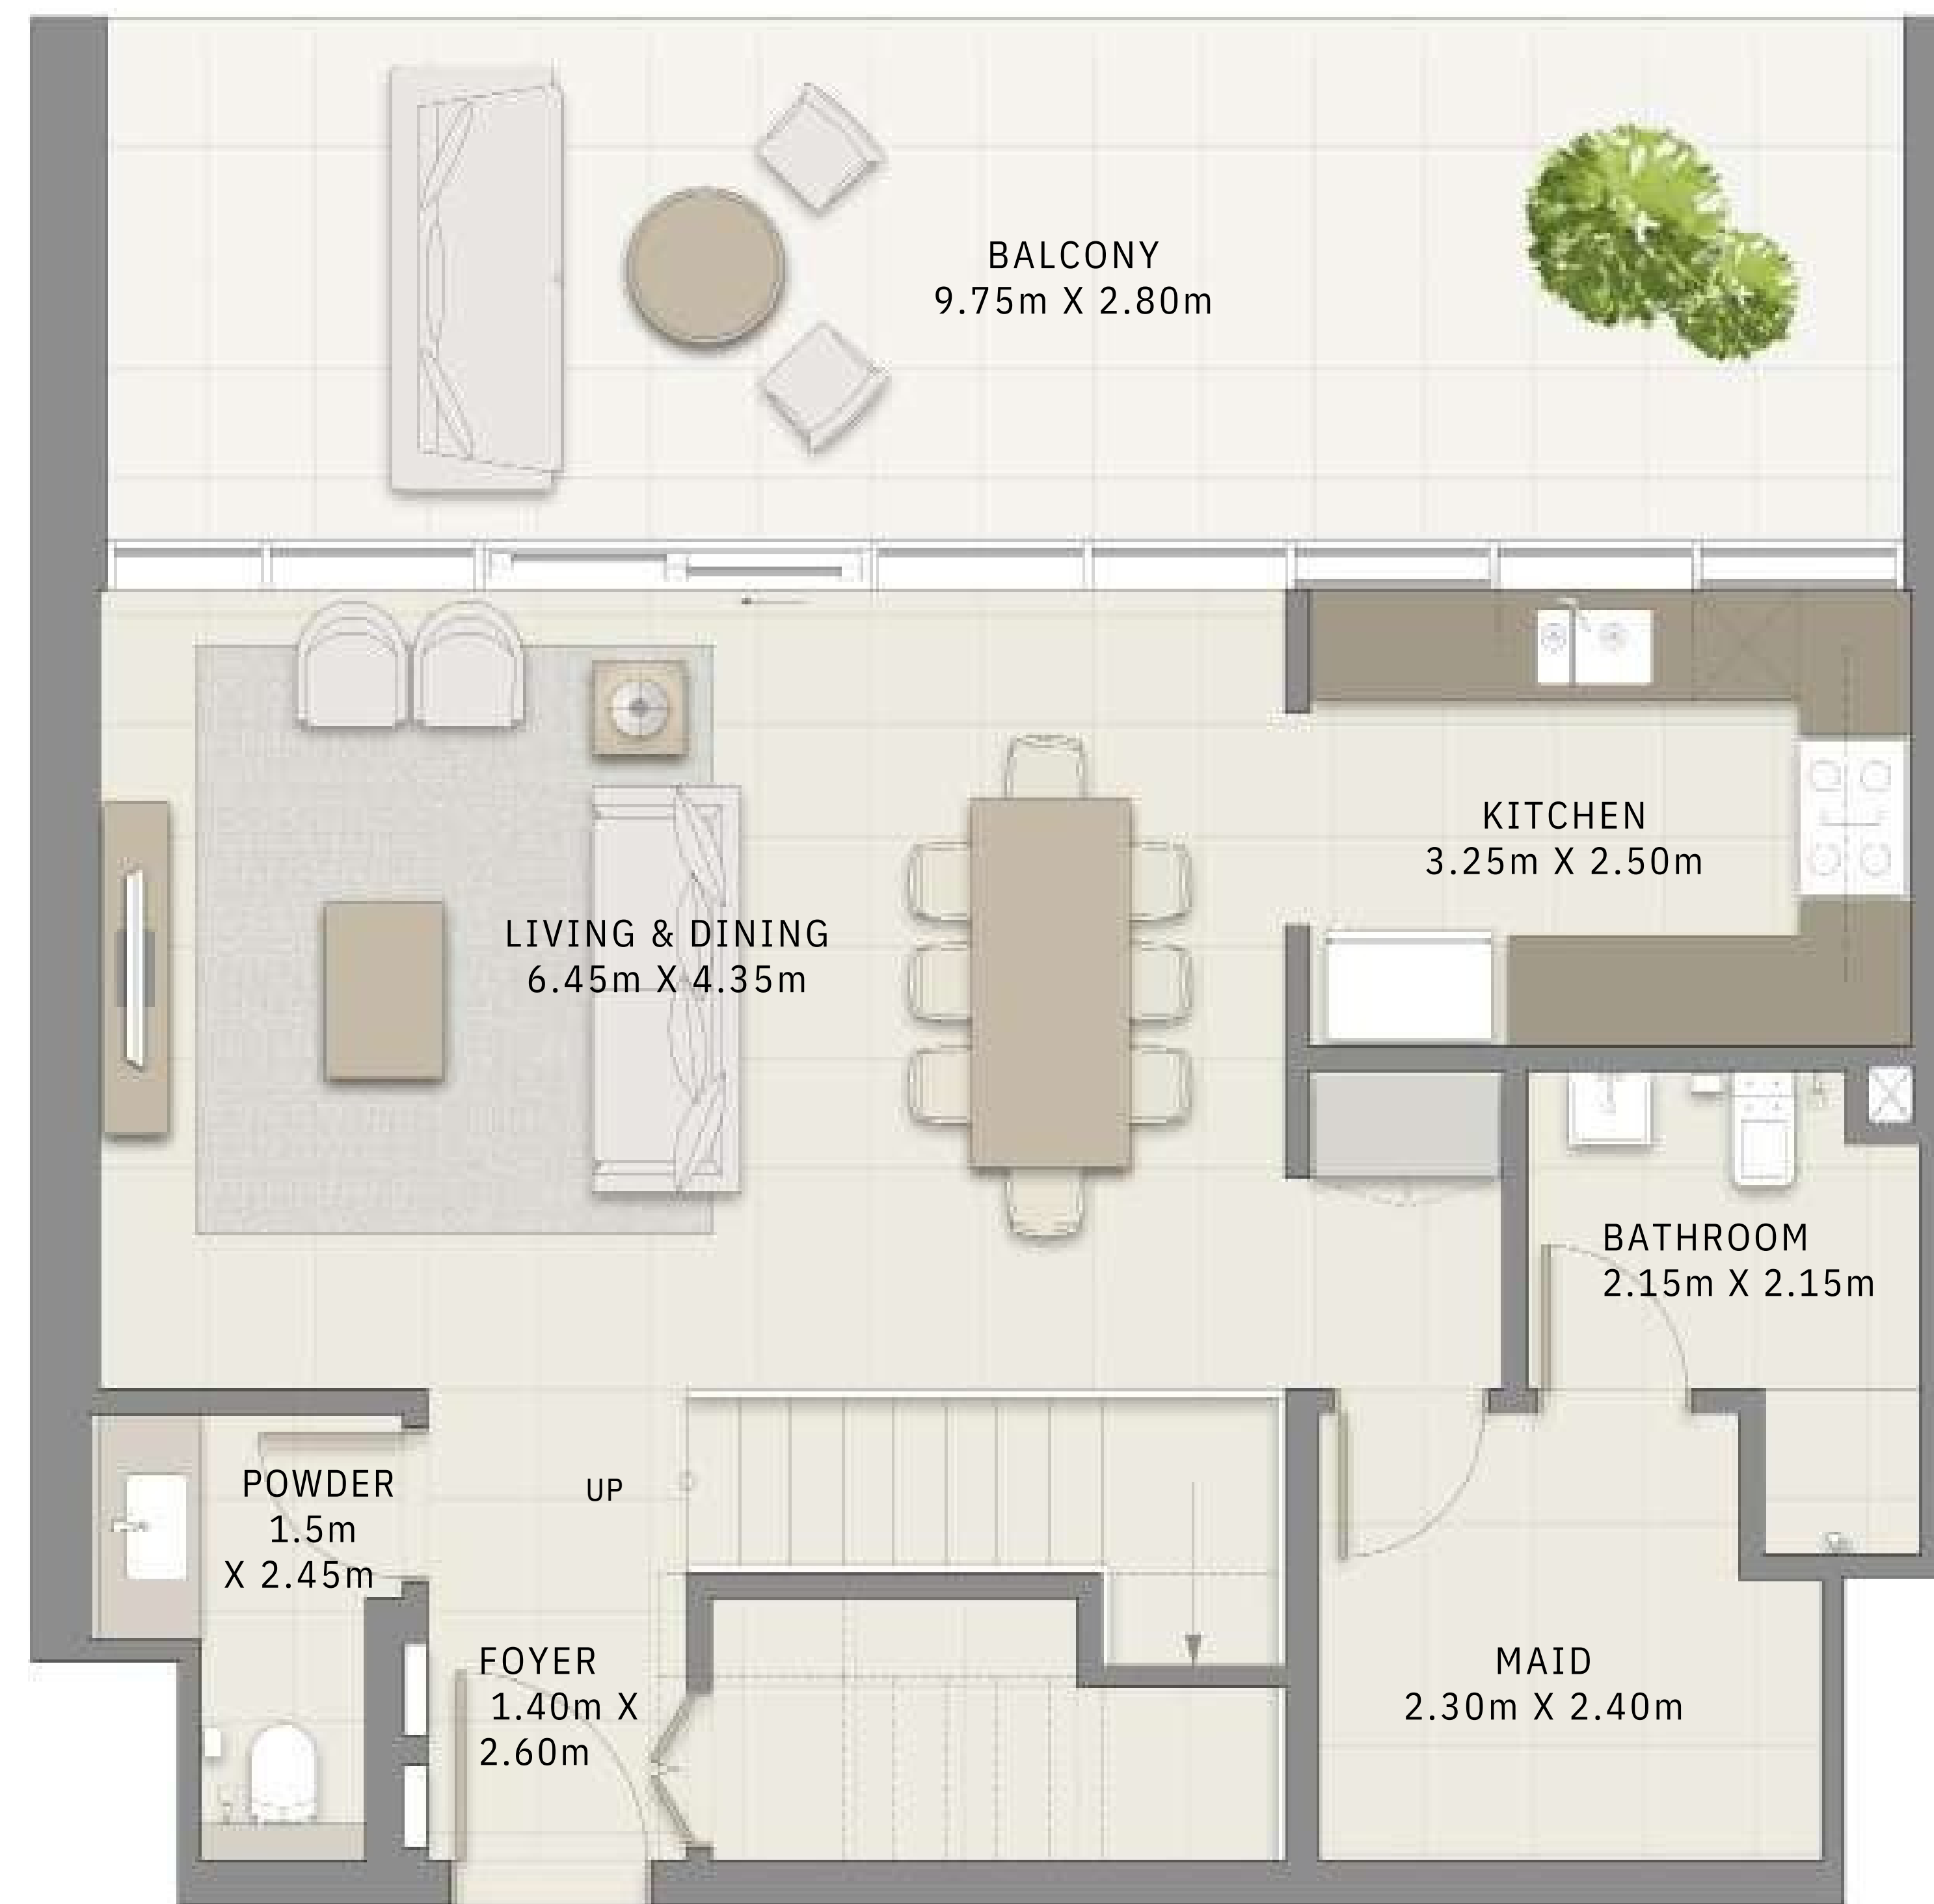 BALCONY
9.75m X 2.80m
KITCHEN
3.25m X 2.50m
LIVING & DINING
6.45m X 4.35m
BATHROOM
2.15m X 2.15m
POWDER
1.5m
X 2.45m
UP
FOYER
1.40m X
2.60m
MAID
2.30m X 2.40m